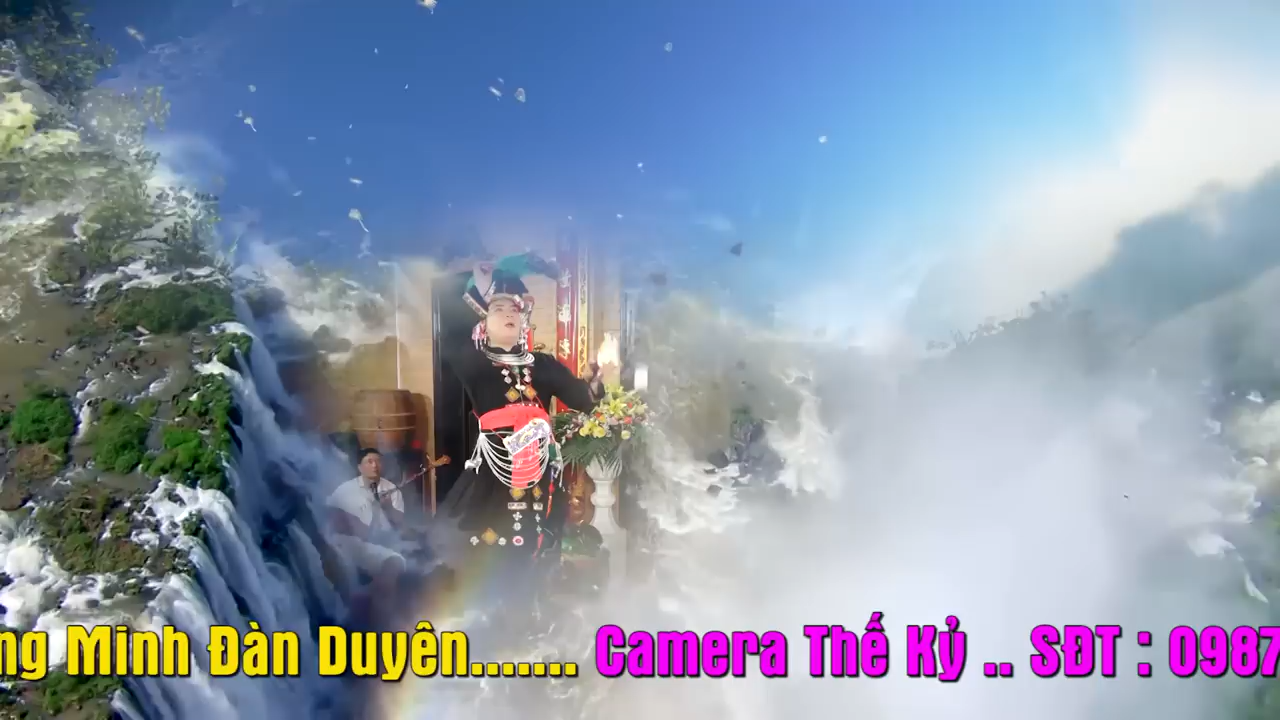 ng Minh Đàn Duyên....... Camera Thế Kỷ .. SĐT : 0987